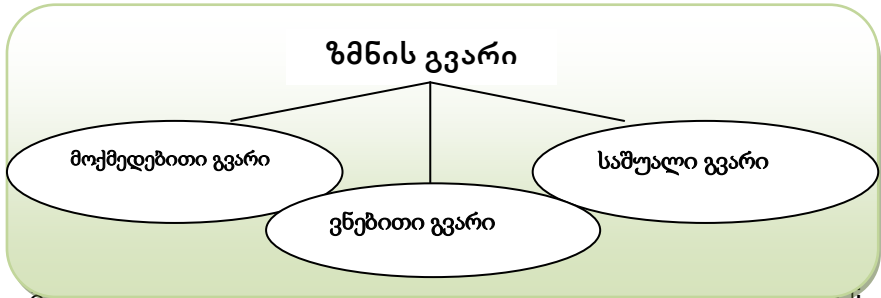 ზმნის გვარი
მოქმედებითი გვარი
საშუალი გვარი
ვნებითი გვარი